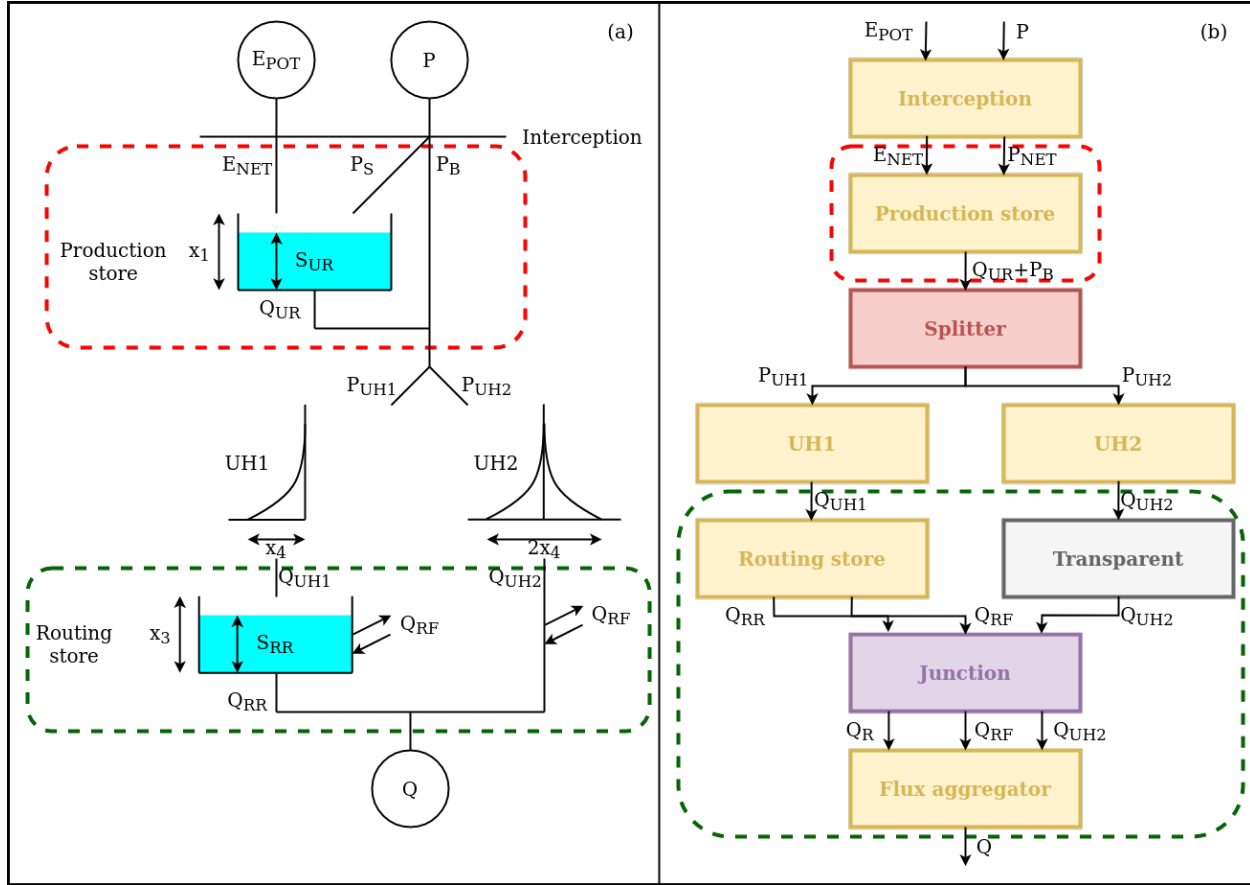 (a)
E_POT
P
Interception
E_NET
P_S
P_B
x_1
Production
store
S_UR
Q_UR
P_UH1
P_UH2
UH1
UH2
x_4
2x_4
Q_UH1
Q_UH2
x_3
Routing
store
S_RR
Q_RF
Q_RF
Q_RR
Q
(b)
E_POT
P
Interception
E_NET
P_NET
Production store
Q_UR+P_B
Splitter
P_UH1
P_UH2
UH1
UH2
Q_UH1
Q_UH2
Routing store
Transparent
Q_RR
Q_RF
Q_UH2
Junction
Q_R
Q_RF
Q_UH2
Flux aggregator
Q